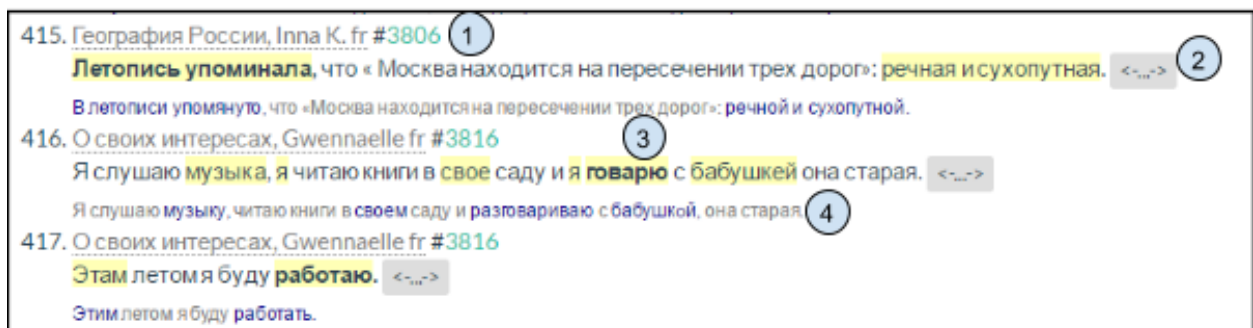 415. География России, Inna K. fr #3806 1
Летопись упоминала, что « Москва находится на пересечении трех дорог»: речная и сухопутная. <-...-> 2
В летописи упомянуто, что «Москва находится на пересечении трех дорог»: речной и сухопутной.
416. О своих интересах, Gwennaelle fr #3816 3
Я слушаю музыка, я читаю книги в свое саду и я говарю с бабушкей она старая. <-...->
Я слушаю музыку, читаю книги в своем саду и разговариваю с бабушкой, она старая. 4
417. О своих интересах, Gwennaelle fr #3816
Этам летом я буду работаю. <-...->
Этим летом я буду работать.